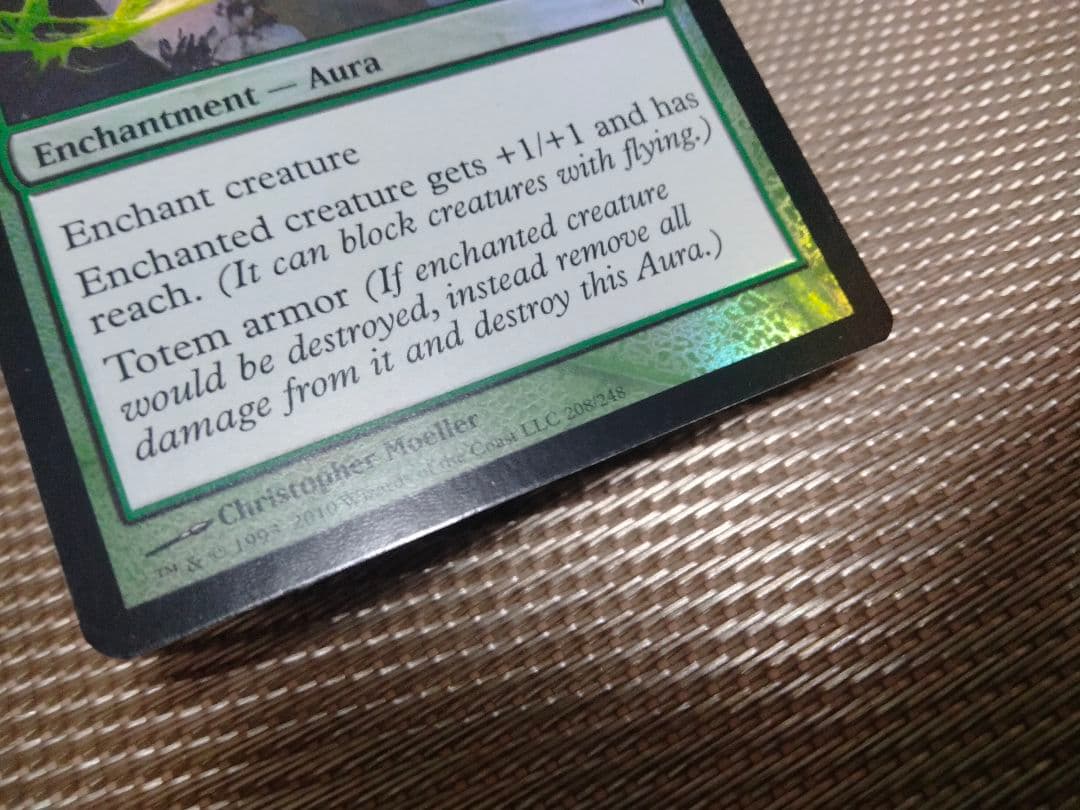 Enchantment — Aura
Enchant creature
Enchanted creature gets +1/+1 and has
reach. (It can block creatures with flying.)
Totem armor (If enchanted creature
would be destroyed, instead remove all
damage from it and destroy this Aura.)
Christopher Moeller
™ & © 1993-2010 Wizards of the Coast LLC 208/248